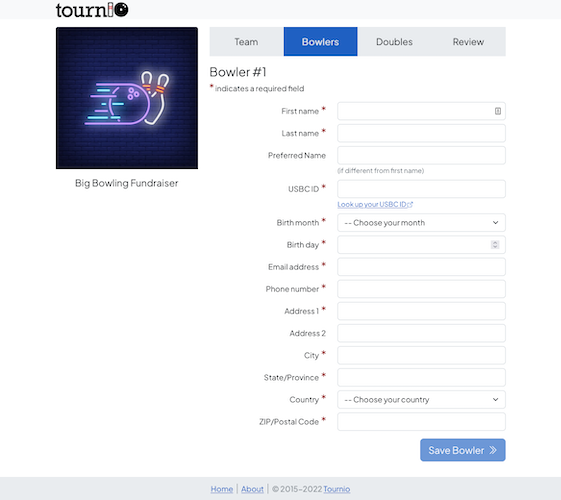 tournio
Team Bowlers Doubles Review
Big Bowling Fundraiser
Bowler #1
* indicates a required field
First name *
Last name *
Preferred Name
(if different from first name)
USBC ID *
Look up your USBC ID
Birth month * -- Choose your month
Birth day *
Email address *
Phone number *
Address 1 *
Address 2
City *
State/Province *
Country * -- Choose your country
ZIP/Postal Code *
Save Bowler
Home | About | © 2015–2022 Tournio